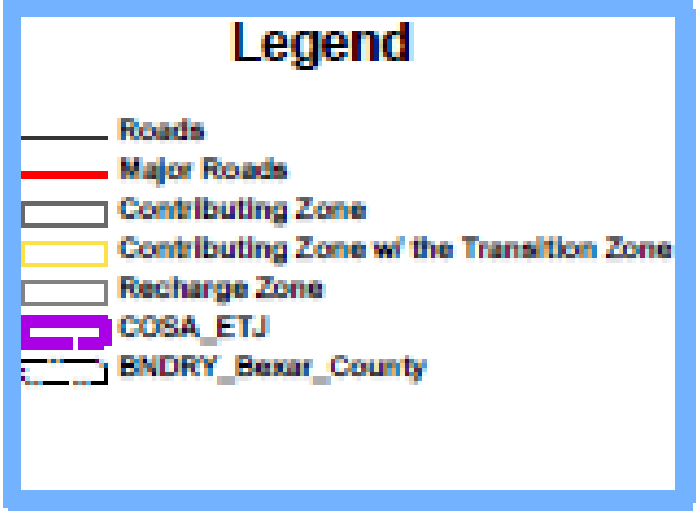 Legend
Roads
Major Roads
Contributing Zone
Contributing Zone w/ the Transition Zone
Recharge Zone
COSA_ETJ
BNDRY_Bexar_County